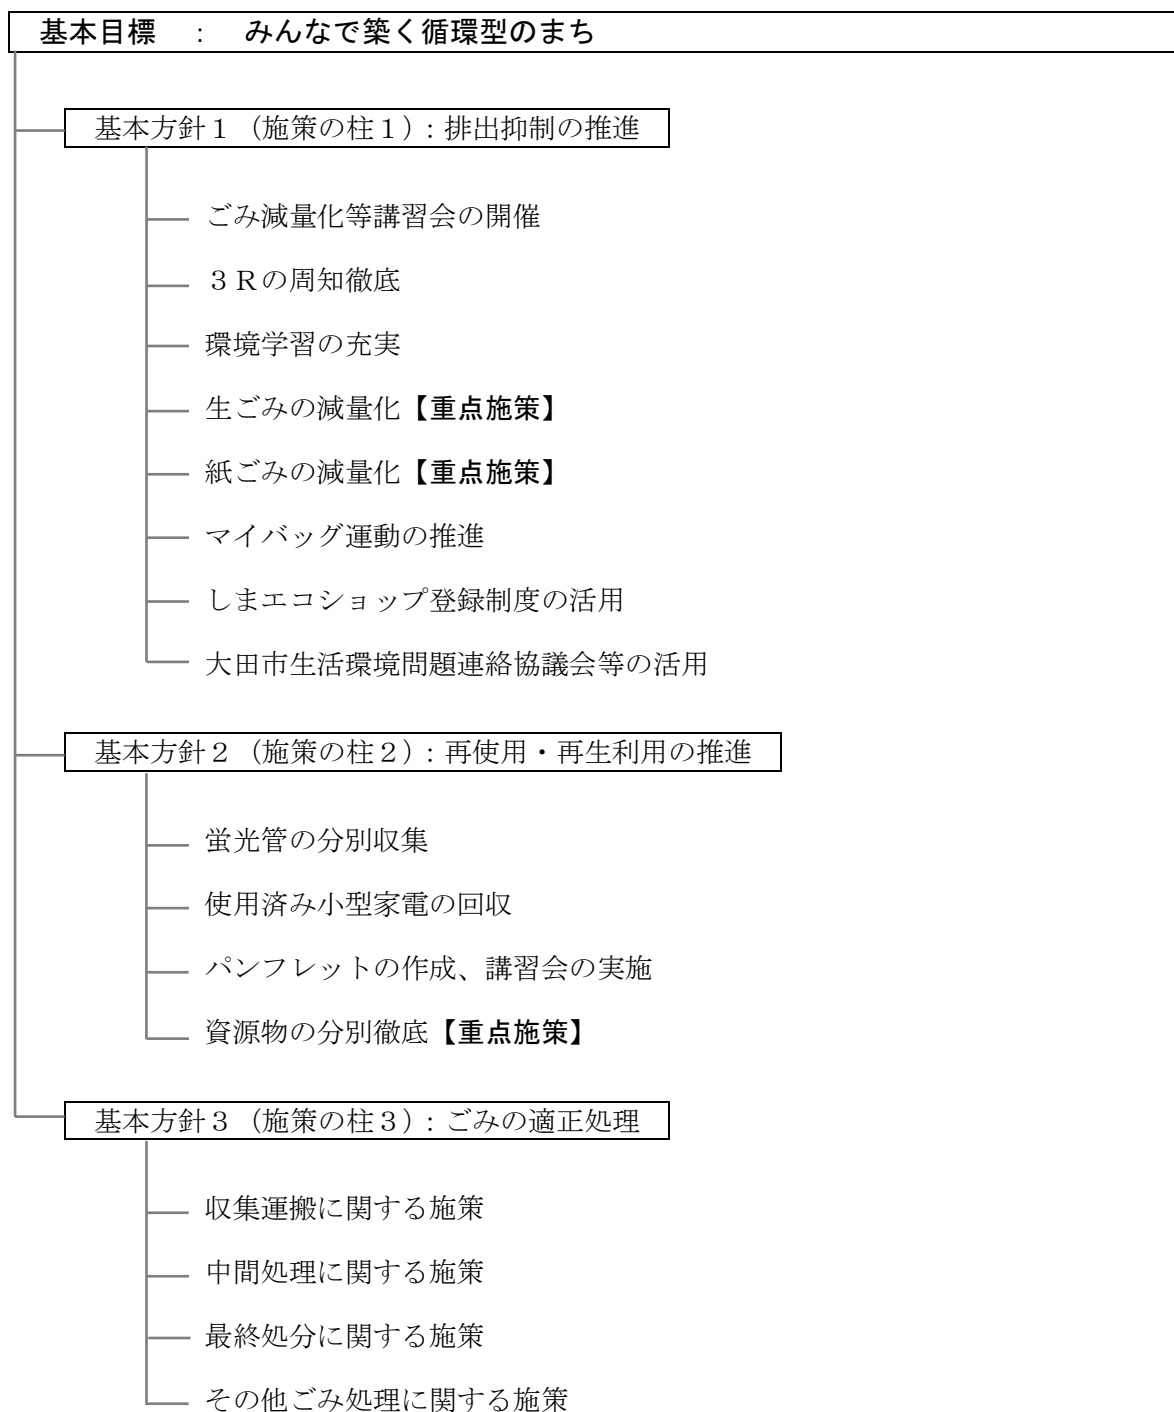 基本目標　：　みんなで築く循環型のまち
基本方針１（施策の柱１）：排出抑制の推進
ごみ減量化等講習会の開催
３Ｒの周知徹底
環境学習の充実
生ごみの減量化【重点施策】
紙ごみの減量化【重点施策】
マイバッグ運動の推進
しまエコショップ登録制度の活用
大田市生活環境問題連絡協議会等の活用
基本方針２（施策の柱２）：再使用・再生利用の推進
蛍光管の分別収集
使用済み小型家電の回収
パンフレットの作成、講習会の実施
資源物の分別徹底【重点施策】
基本方針３（施策の柱３）：ごみの適正処理
収集運搬に関する施策
中間処理に関する施策
最終処分に関する施策
その他ごみ処理に関する施策